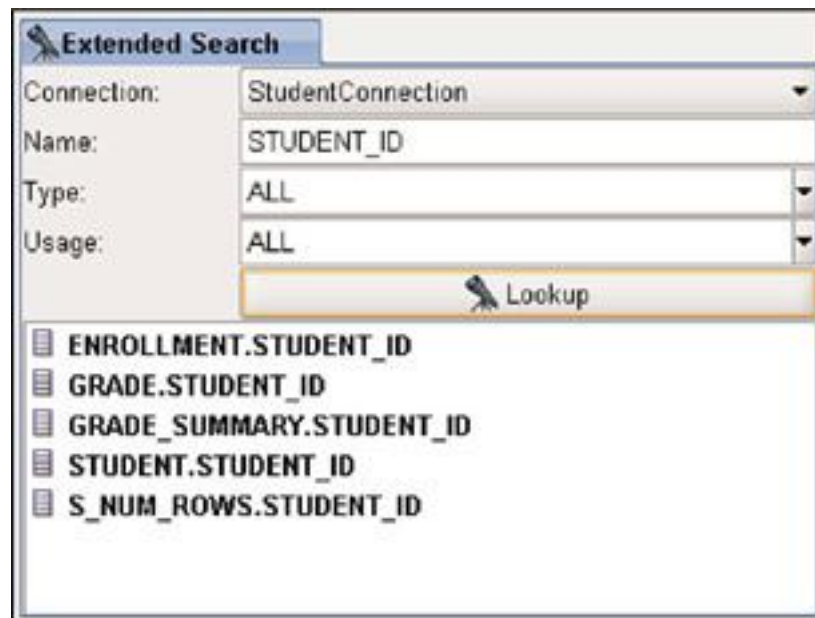 Extended Search
Connection: StudentConnection
Name: STUDENT_ID
Type: ALL
Usage: ALL
Lookup
ENROLLMENT.STUDENT_ID
GRADE.STUDENT_ID
GRADE_SUMMARY.STUDENT_ID
STUDENT.STUDENT_ID
S_NUM_ROWS.STUDENT_ID